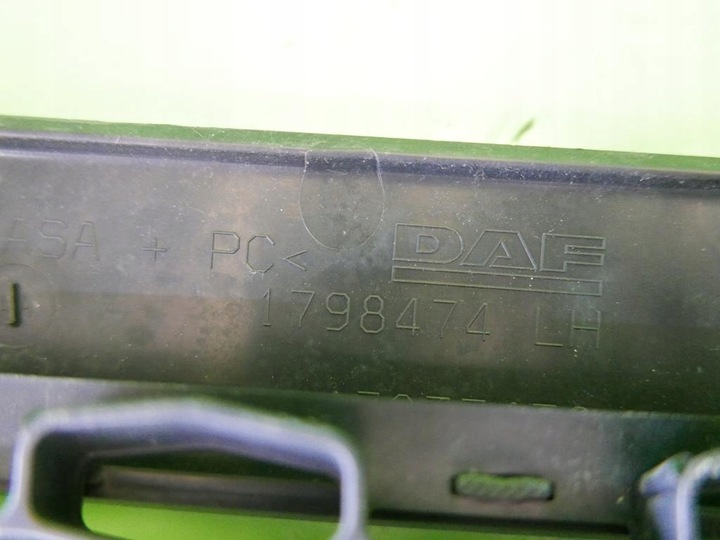 ASA + PC< DAF
1798474 LH